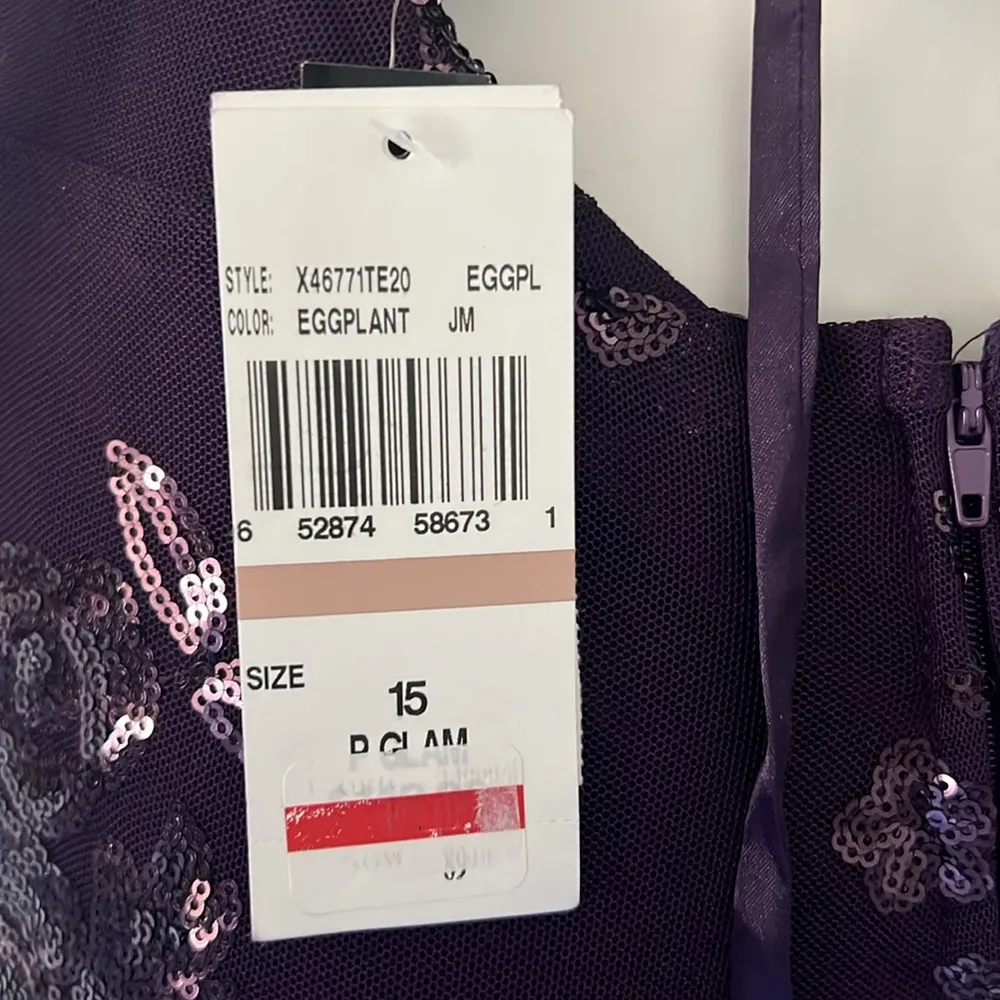 STYLE: X46771TE20 EGGPL
COLOR: EGGPLANT JM
6 52874 58673 1
SIZE
15
P GLAM